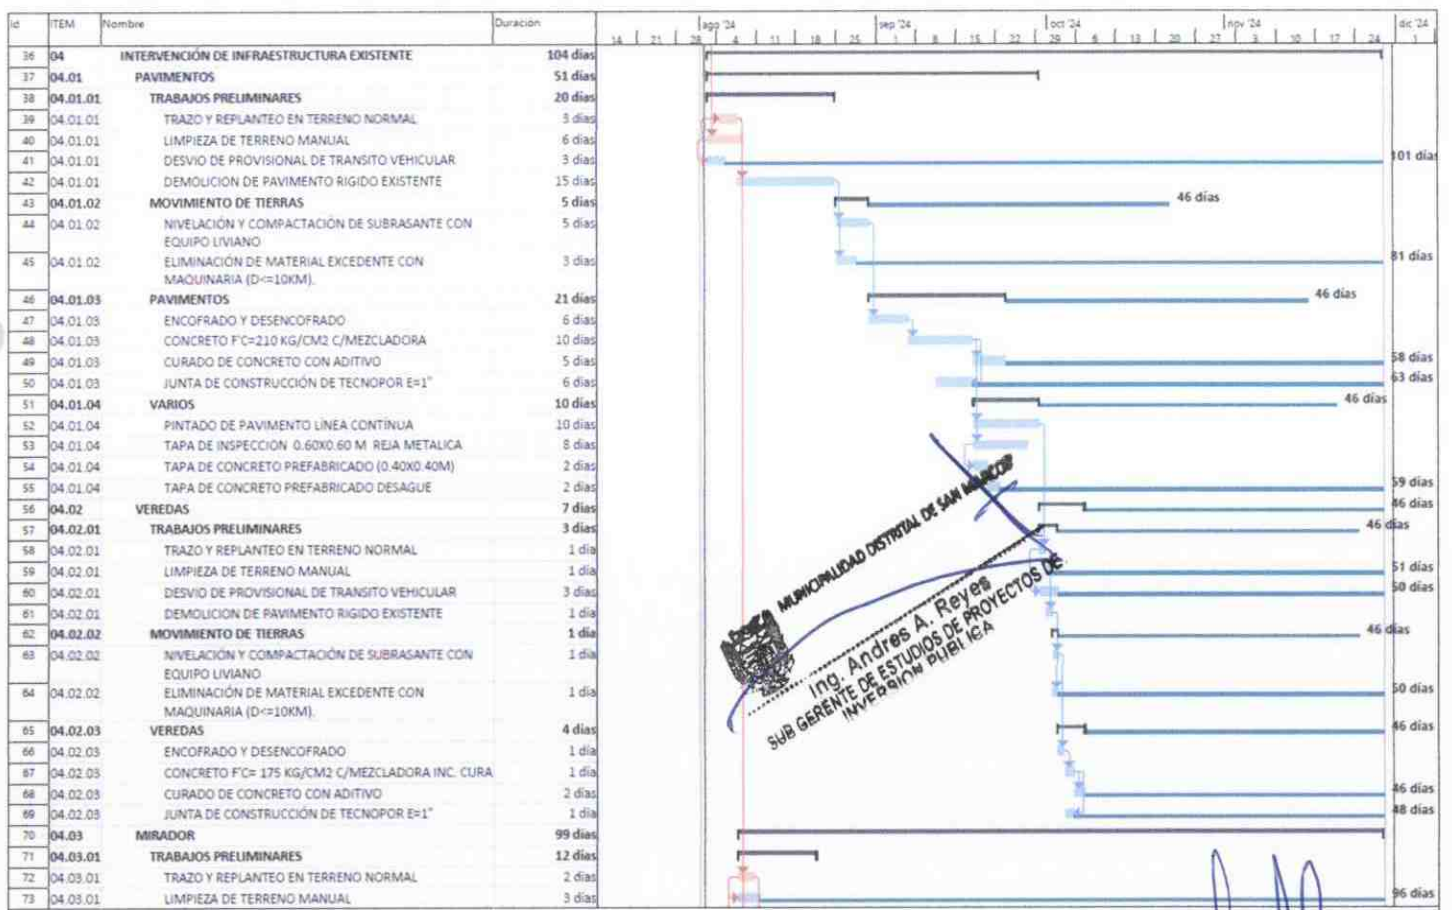 Id ITEM Nombre Duración ago '24 sep '24 oct '24 nov '24 dic '24
14 21 28 4 11 18 25 8 15 22 29 6 13 20 27 3 10 17 24 1
36 04 INTERVENCIÓN DE INFRAESTRUCTURA EXISTENTE 104 días
37 04.01 PAVIMENTOS 51 días
38 04.01.01 TRABAJOS PRELIMINARES 20 días
39 04.01.01 TRAZO Y REPLANTEO EN TERRENO NORMAL 3 días
40 04.01.01 LIMPIEZA DE TERRENO MANUAL 6 días
41 04.01.01 DESVIO DE PROVISIONAL DE TRANSITO VEHICULAR 3 días 101 días
42 04.01.01 DEMOLICION DE PAVIMENTO RIGIDO EXISTENTE 15 días
43 04.01.02 MOVIMIENTO DE TIERRAS 5 días 46 días
44 04.01.02 NIVELACIÓN Y COMPACTACIÓN DE SUBRASANTE CON 5 días
EQUIPO LIVIANO
45 04.01.02 ELIMINACIÓN DE MATERIAL EXCEDENTE CON 3 días 81 días
MAQUINARIA (D<=10KM).
46 04.01.03 PAVIMENTOS 21 días 46 días
47 04.01.03 ENCOFRADO Y DESENCOFRADO 6 días
48 04.01.03 CONCRETO F'C=210 KG/CM2 C/MEZCLADORA 10 días
49 04.01.03 CURADO DE CONCRETO CON ADITIVO 5 días 58 días
50 04.01.03 JUNTA DE CONSTRUCCIÓN DE TECNOPOR E=1" 6 días 63 días
51 04.01.04 VARIOS 10 días 46 días
52 04.01.04 PINTADO DE PAVIMENTO LÍNEA CONTÍNUA 10 días
53 04.01.04 TAPA DE INSPECCION 0.60X0.60 M REJA METALICA 8 días
54 04.01.04 TAPA DE CONCRETO PREFABRICADO (0.40X0.40M) 2 días
55 04.01.04 TAPA DE CONCRETO PREFABRICADO DESAGUE 2 días 59 días
56 04.02 VEREDAS 7 días 46 días
57 04.02.01 TRABAJOS PRELIMINARES 3 días 46 días
58 04.02.01 TRAZO Y REPLANTEO EN TERRENO NORMAL 1 día
59 04.02.01 LIMPIEZA DE TERRENO MANUAL 1 día 51 días
60 04.02.01 DESVIO DE PROVISIONAL DE TRANSITO VEHICULAR 3 días 50 días
61 04.02.01 DEMOLICION DE PAVIMENTO RIGIDO EXISTENTE 1 día
62 04.02.02 MOVIMIENTO DE TIERRAS 1 día 46 días
63 04.02.02 NIVELACIÓN Y COMPACTACIÓN DE SUBRASANTE CON 1 día
EQUIPO LIVIANO
64 04.02.02 ELIMINACIÓN DE MATERIAL EXCEDENTE CON 1 día 50 días
MAQUINARIA (D<=10KM).
65 04.02.03 VEREDAS 4 días 46 días
66 04.02.03 ENCOFRADO Y DESENCOFRADO 1 día
67 04.02.03 CONCRETO F'C= 175 KG/CM2 C/MEZCLADORA INC. CURA 1 día
68 04.02.03 CURADO DE CONCRETO CON ADITIVO 2 días 46 días
69 04.02.03 JUNTA DE CONSTRUCCIÓN DE TECNOPOR E=1" 1 día 48 días
70 04.03 MIRADOR 99 días
71 04.03.01 TRABAJOS PRELIMINARES 12 días
72 04.03.01 TRAZO Y REPLANTEO EN TERRENO NORMAL 2 días
73 04.03.01 LIMPIEZA DE TERRENO MANUAL 3 días 96 días
MUNICIPALIDAD DISTRITAL DE SAN MARCOS
Ing. Andres A. Reyes
SUB GERENTE DE ESTUDIOS DE PROYECTOS DE
INVERSION PUBLICA